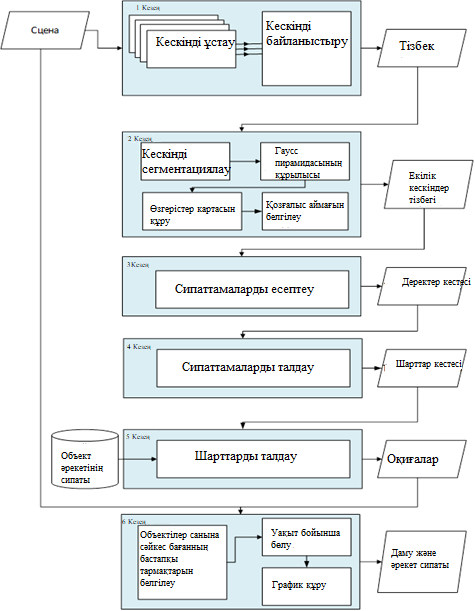 Сцена
1 Кезең
Кескінді ұстау
Кескінді
байланыстыру
Тізбек
2 Кезең
Кескінді
сегментациялау
Гаусс
пирамидасының
құрылысы
Өзгерістер картасын
құру
Қозғалыс аймағын
белгілеу
Екілік
кескіндер
тізбегі
3Кезең
Сипаттамаларды есептеу
Деректер кестесі
4 Кезең
Сипаттамаларды талдау
Шарттар кестесі
5 Кезең
Объект
әрекетінің
сипаты
Шарттарды талдау
Оқиғалар
6 Кезең
Объектілер санына
сәйкес бағанның
бастапқы
тармақтарын
белгілеу
Уақыт бойынша
бөлу
График құру
Даму және
әрекет сипаты